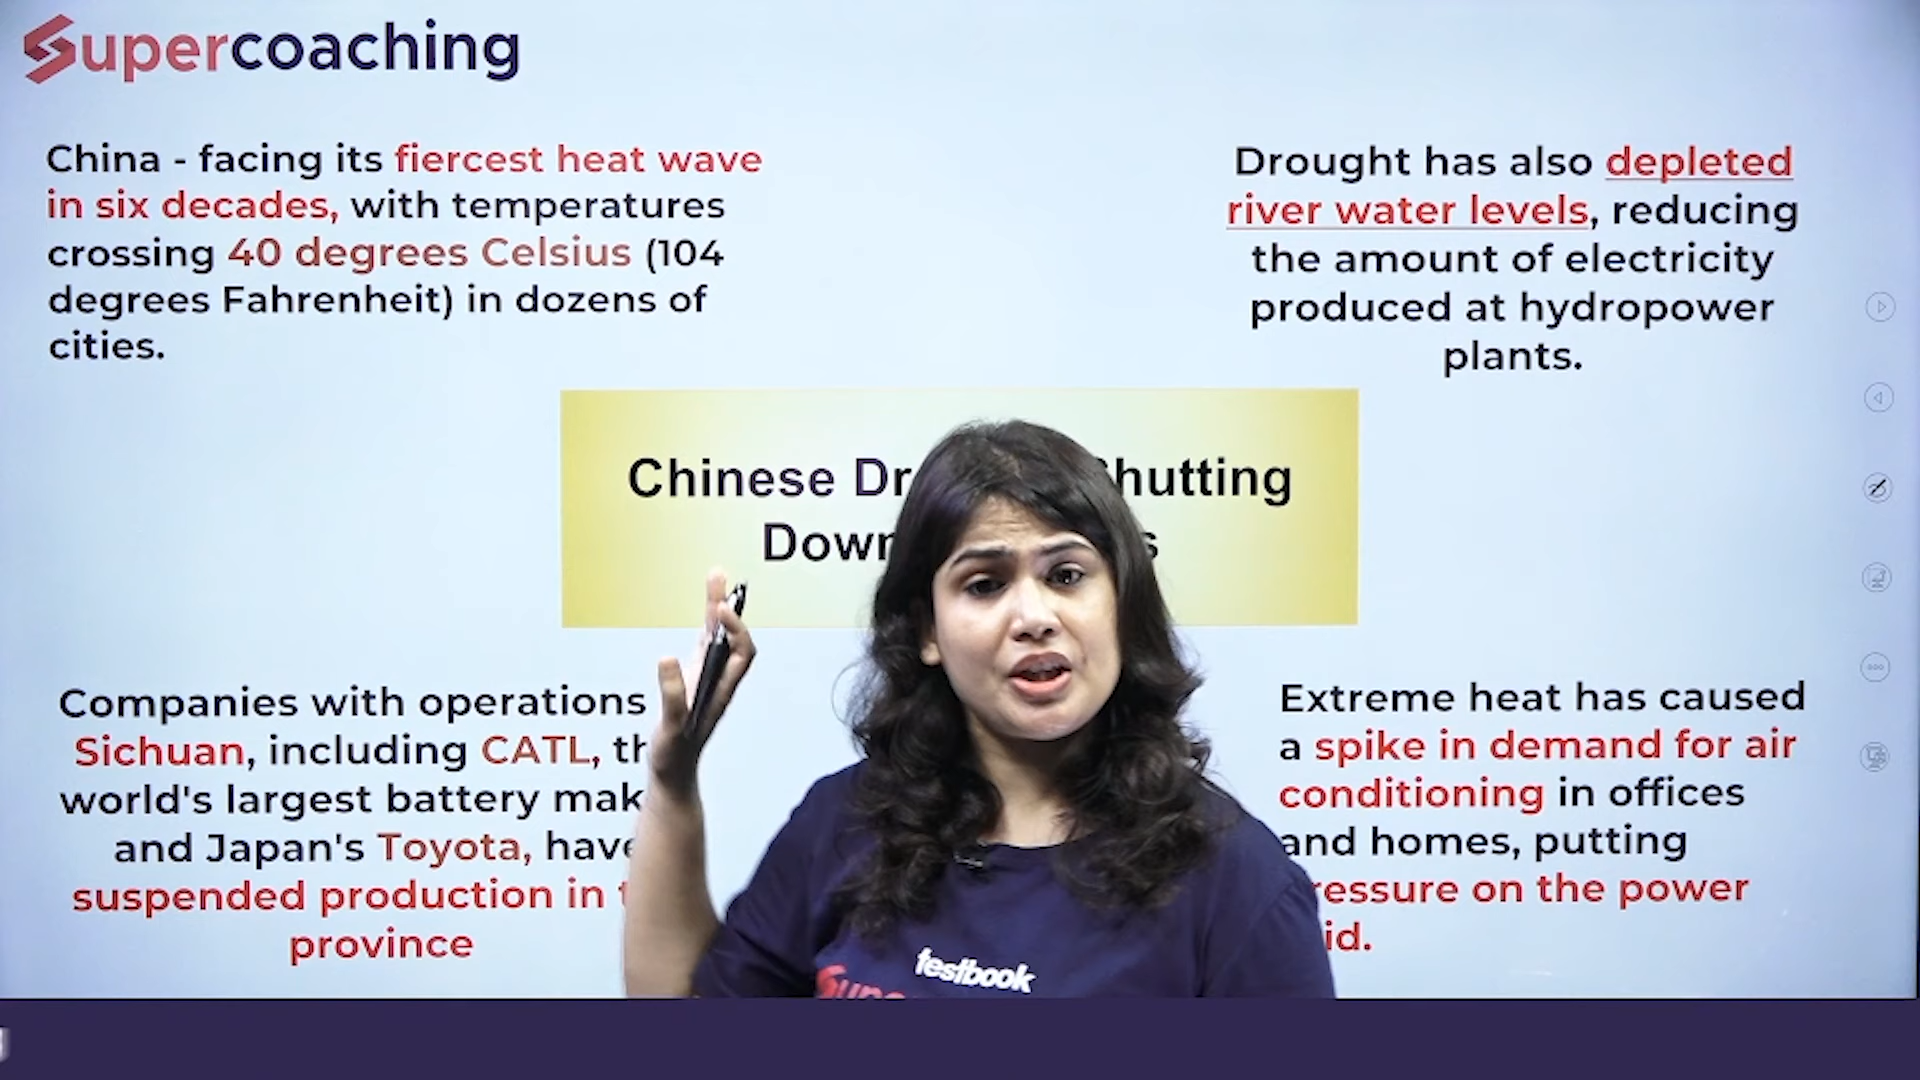 Supercoaching
China - facing its fiercest heat wave
in six decades, with temperatures
crossing 40 degrees Celsius (104
degrees Fahrenheit) in dozens of
cities.
Drought has also depleted
river water levels, reducing
the amount of electricity
produced at hydropower
plants.
Chinese Shutting
Down
Companies with operations
Sichuan, including CATL,
world's largest battery
and Japan's Toyota, have
suspended production in
province
Extreme heat has caused
a spike in demand for air
conditioning in offices
and homes, putting
pressure on the power
testbook